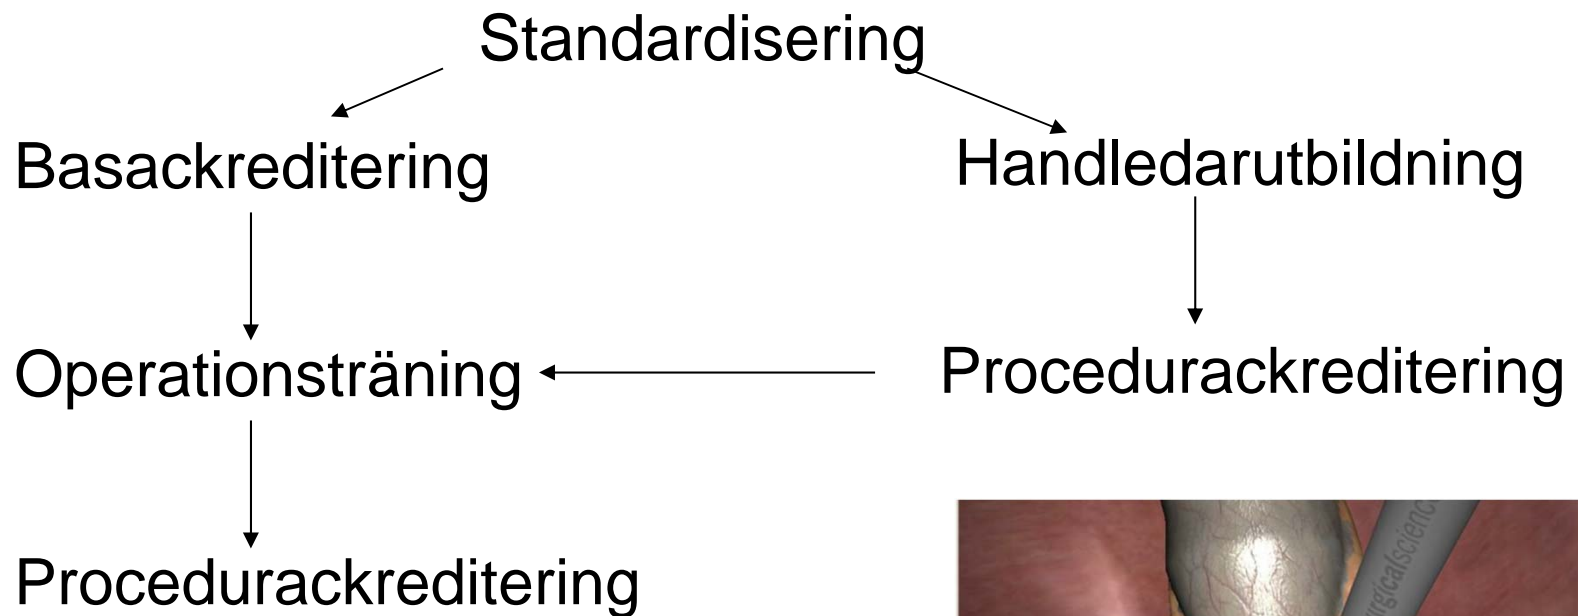 Standardisering
Basackreditering
Handledarutbildning
Operationsträning
Procedurackreditering
Procedurackreditering